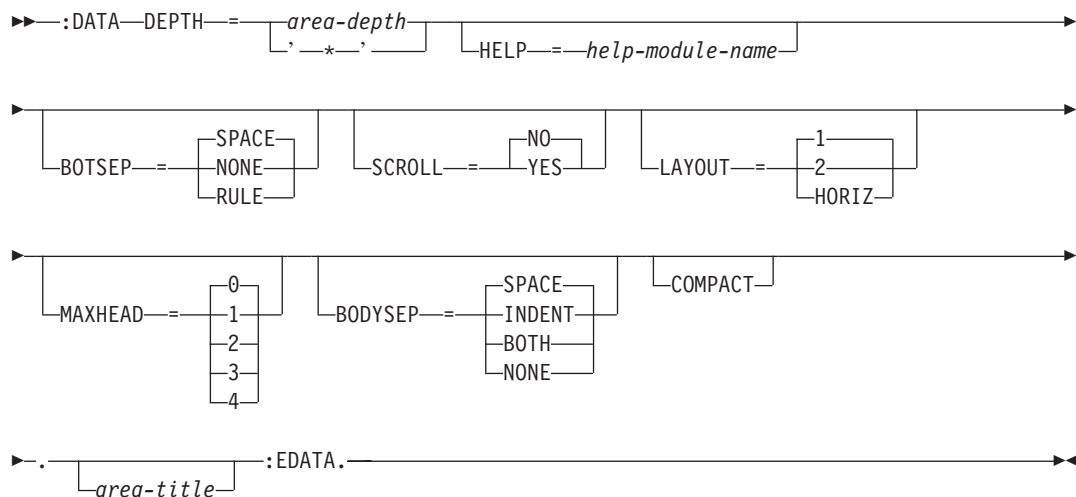 :DATA DEPTH = area-depth
' * '
HELP = help-module-name
BOTSEP = SPACE
NONE
RULE
SCROLL = NO
YES
LAYOUT = 1
2
HORIZ
MAXHEAD = 0
1
2
3
4
BODYSEP = SPACE
INDENT
BOTH
NONE
COMPACT
. area-title :EDATA.